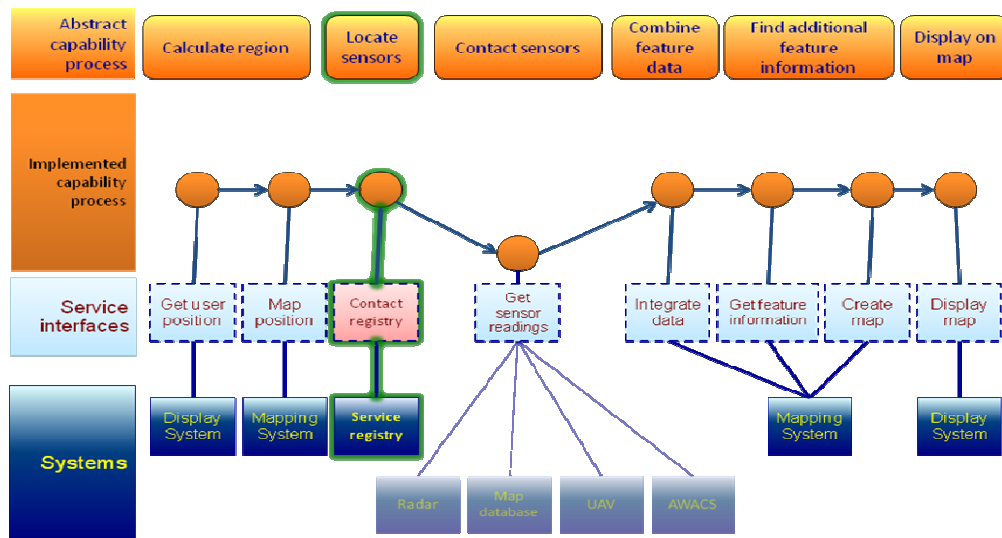 Abstract
capability
process
Calculate region
Locate
sensors
Contact sensors
Combine
feature
data
Find additional
feature
information
Display on
map
Implemented
capability
process
Service
interfaces
Get user
position
Map
position
Contact
registry
Get
sensor
readings
Integrate
data
Get feature
information
Create
map
Display
map
Systems
Display
System
Mapping
System
Service
registry
Mapping
System
Display
System
Radar
Map
database
UAV
AWACS